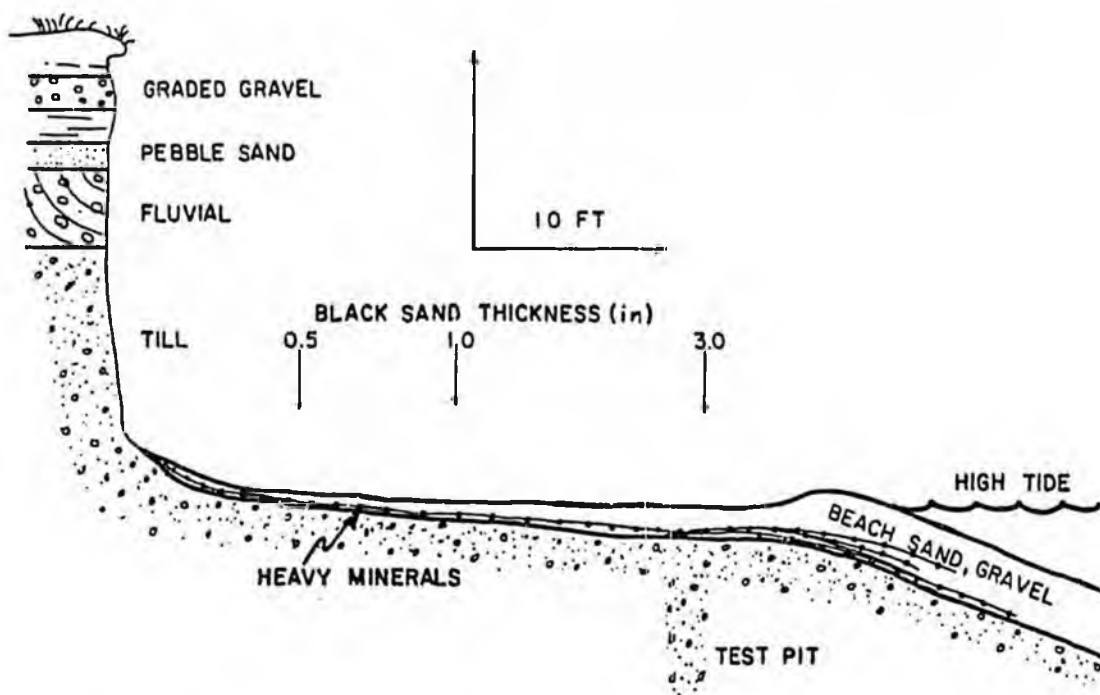 GRADED GRAVEL
PEBBLE SAND
FLUVIAL
10 FT
BLACK SAND THICKNESS (in)
TILL
0.5
1.0
3.0
HIGH TIDE
BEACH SAND, GRAVEL
HEAVY MINERALS
TEST PIT